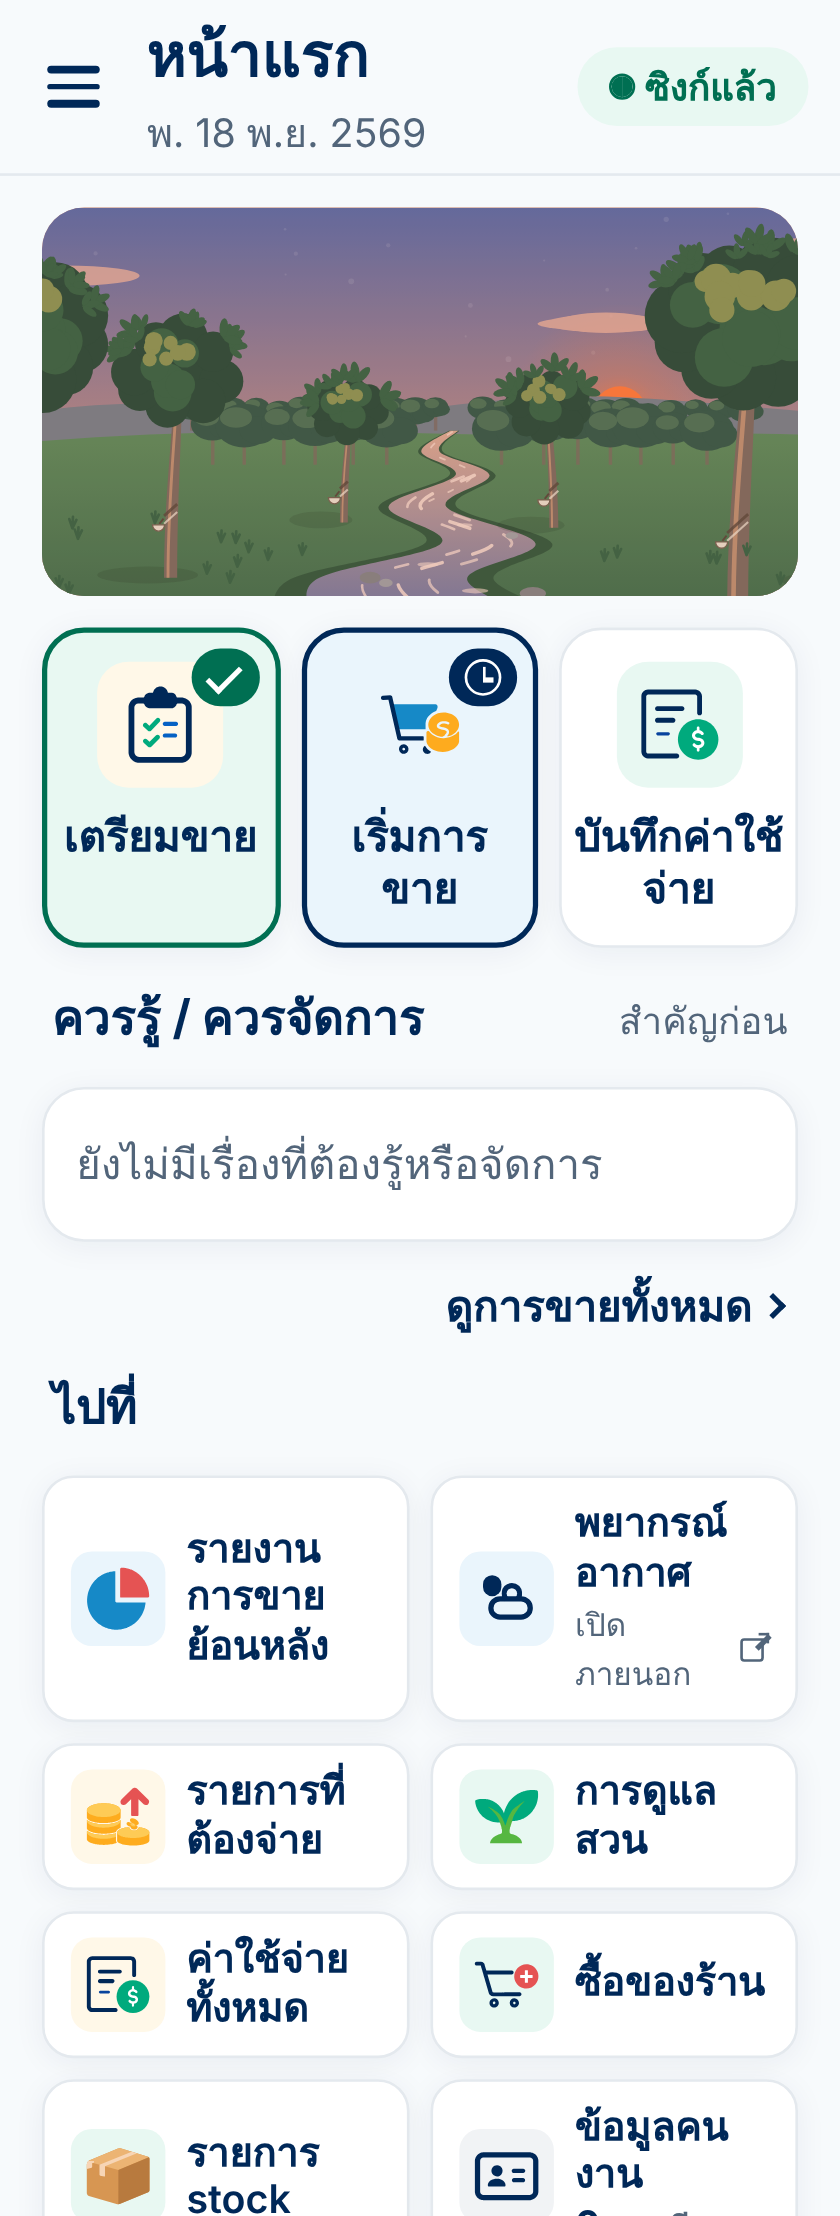 หน้าแรก
พ. 18 พ.ย. 2569
ซิงก์แล้ว
เตรียมขาย
เริ่มการ
ขาย
บันทึกค่าใช้
จ่าย
ควรรู้ / ควรจัดการ
สำคัญก่อน
ยังไม่มีเรื่องที่ต้องรู้หรือจัดการ
ดูการขายทั้งหมด
ไปที่
รายงาน
การขาย
ย้อนหลัง
พยากรณ์
อากาศ
เปิด
ภายนอก
รายการที่
ต้องจ่าย
การดูแล
สวน
ค่าใช้จ่าย
ทั้งหมด
ซื้อของร้าน
รายการ
stock
ข้อมูลคน
งาน